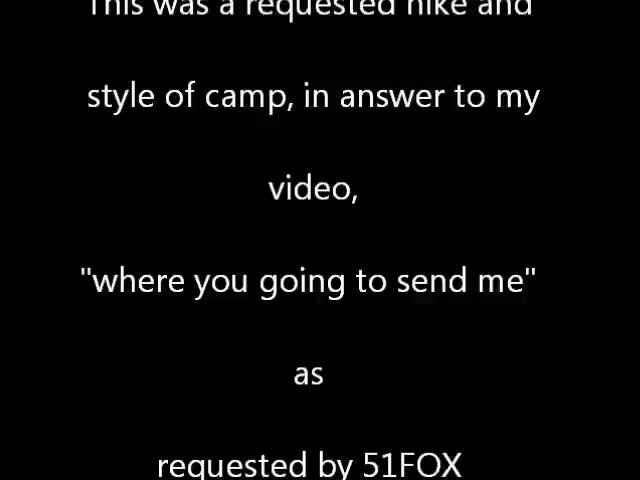 This was a requested hike and
style of camp, in answer to my
video,
"where you going to send me"
as
requested by 51FOX